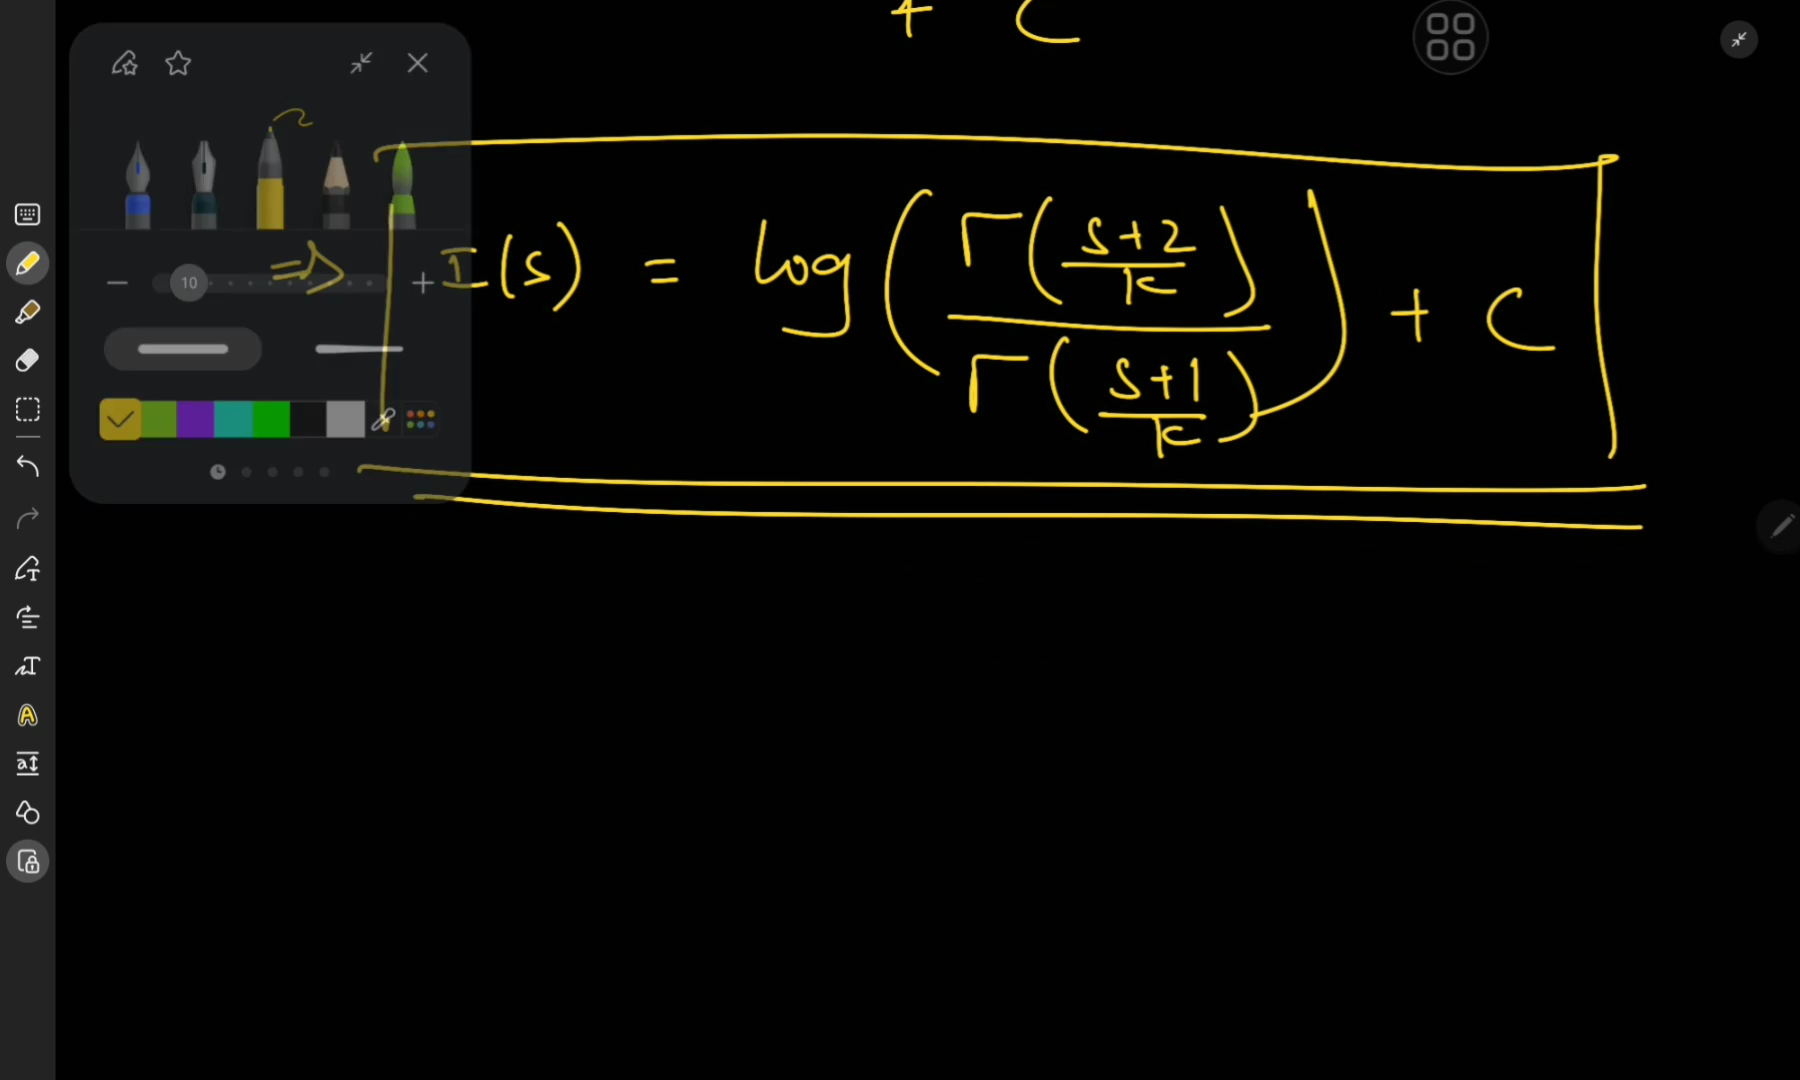 + C
10
⇒ I(s) = log( Γ((s+2)/k) / Γ((s+1)/k) ) + C